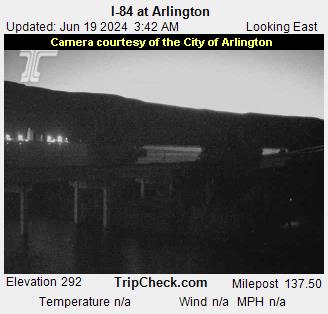 I-84 at Arlington
Updated: Jun 19 2024 3:42 AM Looking East
Camera courtesy of the City of Arlington
Elevation 292 TripCheck.com Milepost 137.50
Temperature n/a Wind n/a MPH n/a